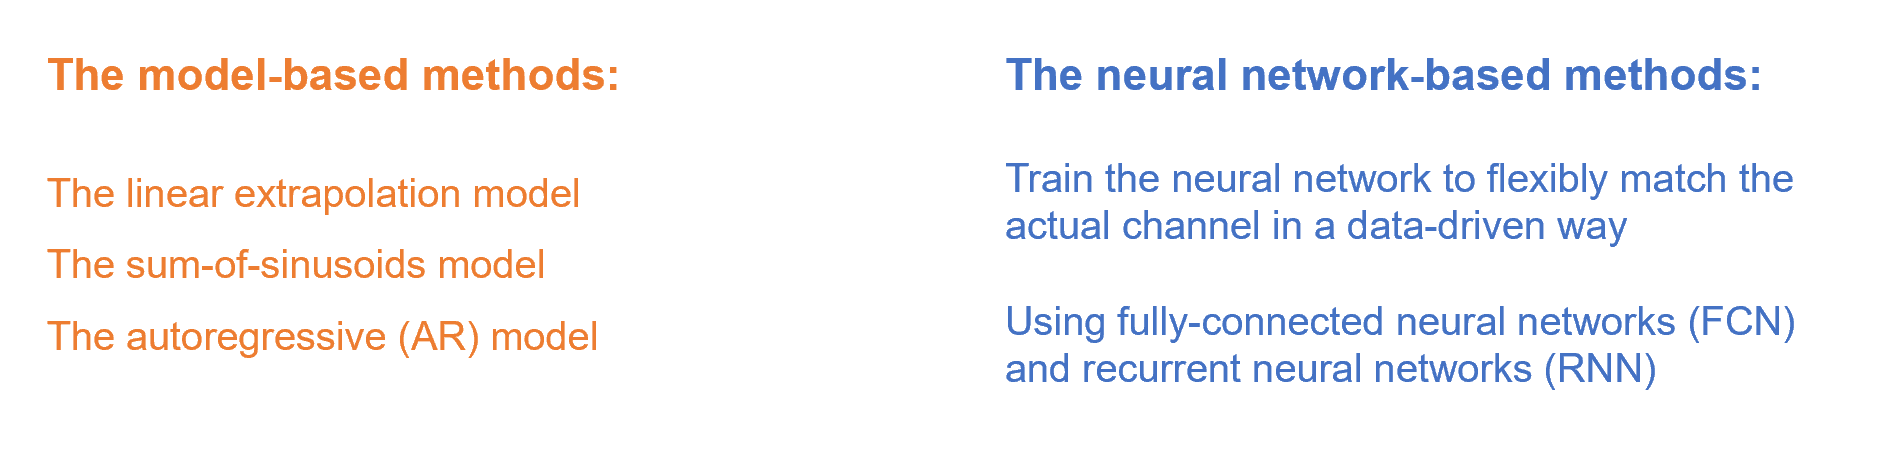 The model-based methods:
The linear extrapolation model
The sum-of-sinusoids model
The autoregressive (AR) model
The neural network-based methods:
Train the neural network to flexibly match the
actual channel in a data-driven way
Using fully-connected neural networks (FCN)
and recurrent neural networks (RNN)